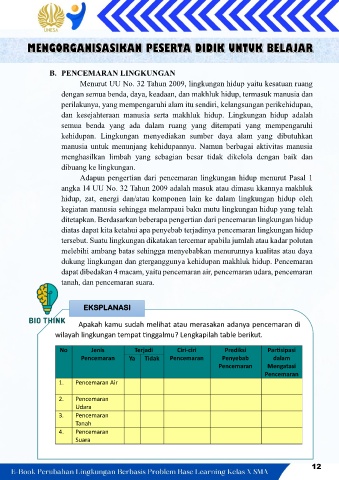 UNESA
MENGORGANISASIKAN PESERTA DIDIK UNTUK BELAJAR
B. PENCEMARAN LINGKUNGAN
Menurut UU No. 32 Tahun 2009, lingkungan hidup yaitu kesatuan ruang
dengan semua benda, daya, keadaan, dan makhluk hidup, termasuk manusia dan
perilakunya, yang mempengaruhi alam itu sendiri, kelangsungan perikehidupan,
dan kesejahteraan manusia serta makhluk hidup. Lingkungan hidup adalah
semua benda yang ada dalam ruang yang ditempati yang mempengaruhi
kehidupan. Lingkungan menyediakan sumber daya alam yang dibutuhkan
manusia untuk menunjang kehidupannya. Namun berbagai aktivitas manusia
menghasilkan limbah yang sebagian besar tidak dikelola dengan baik dan
dibuang ke lingkungan.
Adapun pengertian dari pencemaran lingkungan hidup menurut Pasal 1
angka 14 UU No. 32 Tahun 2009 adalah masuk atau dimasu kkannya makhluk
hidup, zat, energi dan/atau komponen lain ke dalam lingkungan hidup oleh
kegiatan manusia sehingga melampaui baku mutu lingkungan hidup yang telah
ditetapkan. Berdasarkan beberapa pengertian dari pencemaran lingkungan hidup
diatas dapat kita ketahui apa penyebab terjadinya pencemaran lingkungan hidup
tersebut. Suatu lingkungan dikatakan tercemar apabila jumlah atau kadar polutan
melebihi ambang batas sehingga menyebabkan menurunnya kualitas atau daya
dukung lingkungan dan gterganggunya kehidupan makhluk hidup. Pencemaran
dapat dibedakan 4 macam, yaitu pencemaran air, pencemaran udara, pencemaran
tanah, dan pencemaran suara.
EKSPLANASI
BIO THINK
Apakah kamu sudah melihat atau merasakan adanya pencemaran di
wilayah lingkungan tempat tinggalmu? Lengkapilah table berikut.
No Jenis Terjadi Ciri-ciri Prediksi Partisipasi
Pencemaran Ya Tidak Pencemaran Penyebab dalam
Pencemaran Mengatasi
Pencemaran
1. Pencemaran Air
2. Pencemaran
Udara
3. Pencemaran
Tanah
4. Pencemaran
Suara
12
E-Book Perubahan Lingkungan Berbasis Problem Base Learning Kelas X SMA